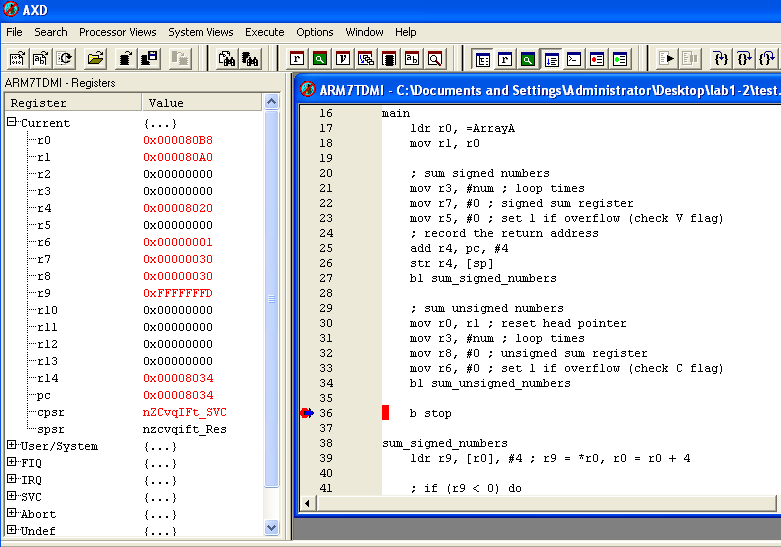 AXD
File Search Processor Views System Views Execute Options Window Help
ARM7TDMI - Registers
Register Value
Current {...}
r0 0x000080B8
r1 0x000080A0
r2 0x00000000
r3 0x00000000
r4 0x00008020
r5 0x00000000
r6 0x00000001
r7 0x00000030
r8 0x00000030
r9 0xFFFFFFFD
r10 0x00000000
r11 0x00000000
r12 0x00000000
r13 0x00000000
r14 0x00008034
pc 0x00008034
cpsr nZCvqIFt_SVC
spsr nzcvqift_Res
User/System {...}
FIQ {...}
IRQ {...}
SVC {...}
Abort {...}
Undef {...}
ARM7TDMI - C:\Documents and Settings\Administrator\Desktop\lab1-2\test.
16 main
17 ldr r0, =ArrayA
18 mov r1, r0
19
20 ; sum signed numbers
21 mov r3, #num ; loop times
22 mov r7, #0 ; signed sum register
23 mov r5, #0 ; set 1 if overflow (check V flag)
24 ; record the return address
25 add r4, pc, #4
26 str r4, [sp]
27 bl sum_signed_numbers
28
29 ; sum unsigned numbers
30 mov r0, r1 ; reset head pointer
31 mov r3, #num ; loop times
32 mov r8, #0 ; unsigned sum register
33 mov r6, #0 ; set 1 if overflow (check C flag)
34 bl sum_unsigned_numbers
35
36 b stop
37
38 sum_signed_numbers
39 ldr r9, [r0], #4 ; r9 = *r0, r0 = r0 + 4
40
41 ; if (r9 < 0) do